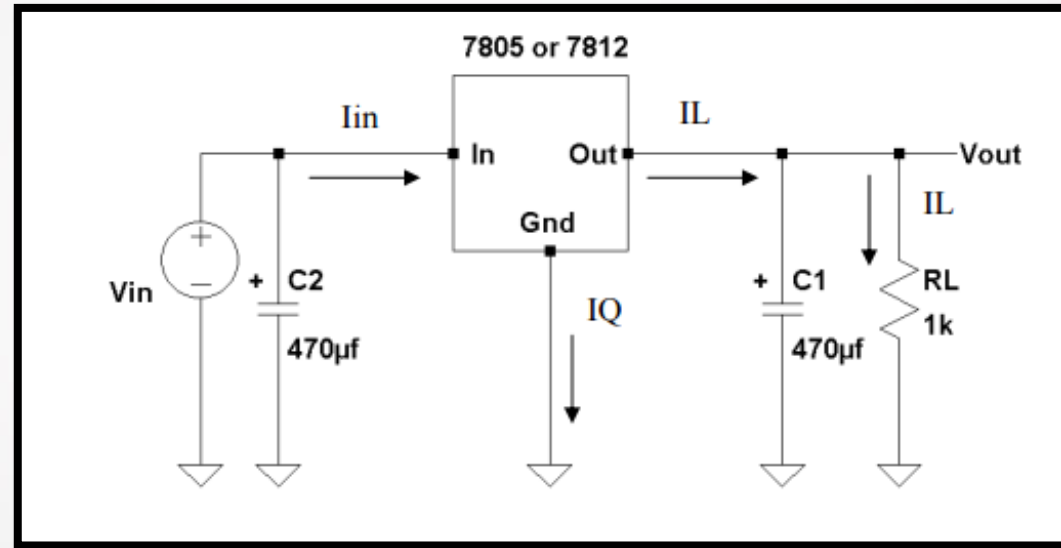 7805 or 7812
Iin
IL
In
Out
Vout
Gnd
IL
+
Vin
+ C2
470µf
IQ
+ C1
470µf
RL
1k